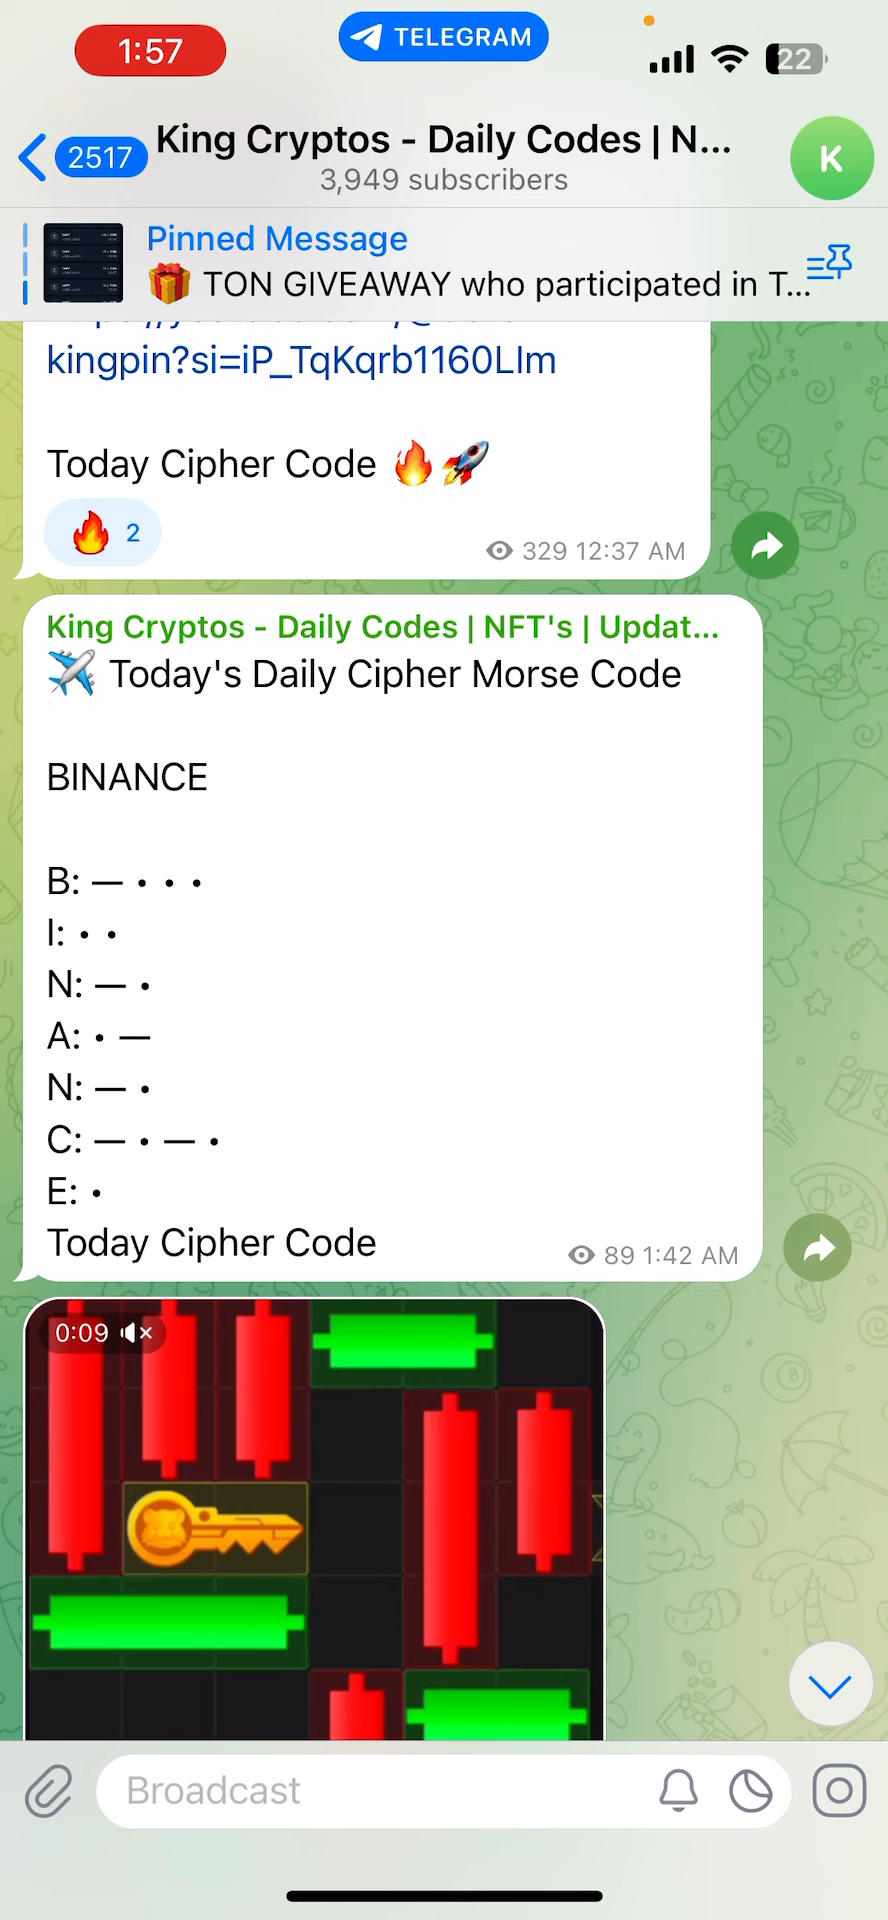 1:57
TELEGRAM
22
2517
King Cryptos - Daily Codes | N...
3,949 subscribers
K
Pinned Message
🎁 TON GIVEAWAY who participated in T...
kingpin?si=iP_TqKqrb1160LIm
Today Cipher Code 🔥🚀
🔥 2
329 12:37 AM
King Cryptos - Daily Codes | NFT's | Updat...
✈️ Today's Daily Cipher Morse Code
BINANCE
B: — • • •
I: • •
N: — •
A: • —
N: — •
C: — • — •
E: •
Today Cipher Code
89 1:42 AM
0:09
Broadcast